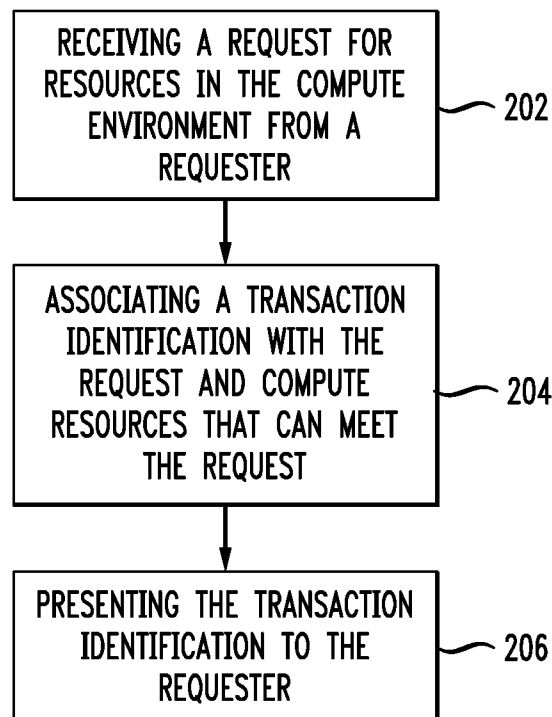 RECEIVING A REQUEST FOR
RESOURCES IN THE COMPUTE
ENVIRONMENT FROM A
REQUESTER
202
ASSOCIATING A TRANSACTION
IDENTIFICATION WITH THE
REQUEST AND COMPUTE
RESOURCES THAT CAN MEET
THE REQUEST
204
PRESENTING THE TRANSACTION
IDENTIFICATION TO THE
REQUESTER
206